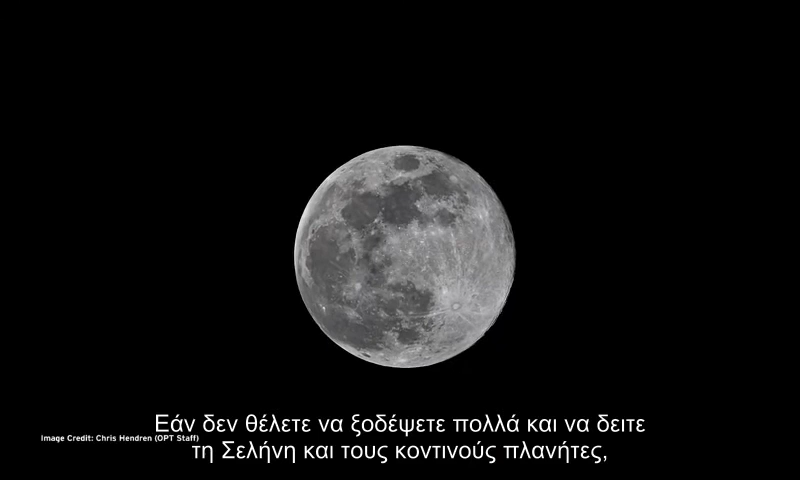 Εάν δεν θέλετε να ξοδέψετε πολλά και να δειτε
Image Credit: Chris Hendren (OPT Staff)
τη Σελήνη και τους κοντινούς πλανήτες,